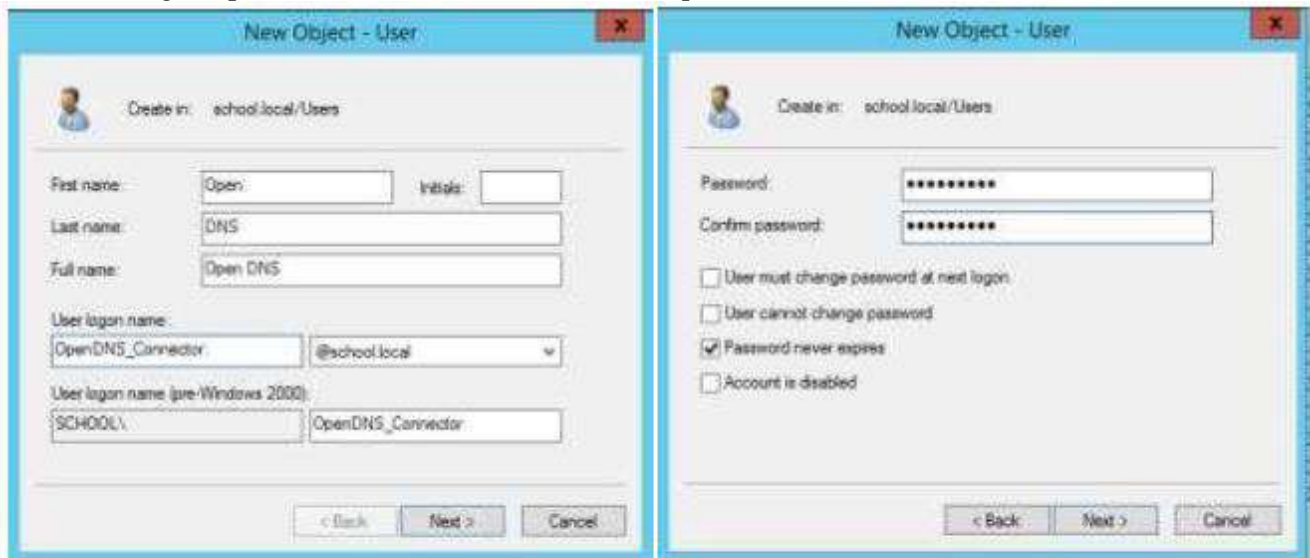 New Object - User
Create in: school.local/Users
First name: Open Initials:
Last name: DNS
Full name: Open DNS
User logon name:
OpenDNS_Connector @school.local
User logon name (pre-Windows 2000):
SCHOOL\ OpenDNS_Connector
< Back Next > Cancel
New Object - User
Create in: school.local/Users
Password: •••••••••
Confirm password: •••••••••
User must change password at next logon
User cannot change password
Password never expires
Account is disabled
< Back Next > Cancel